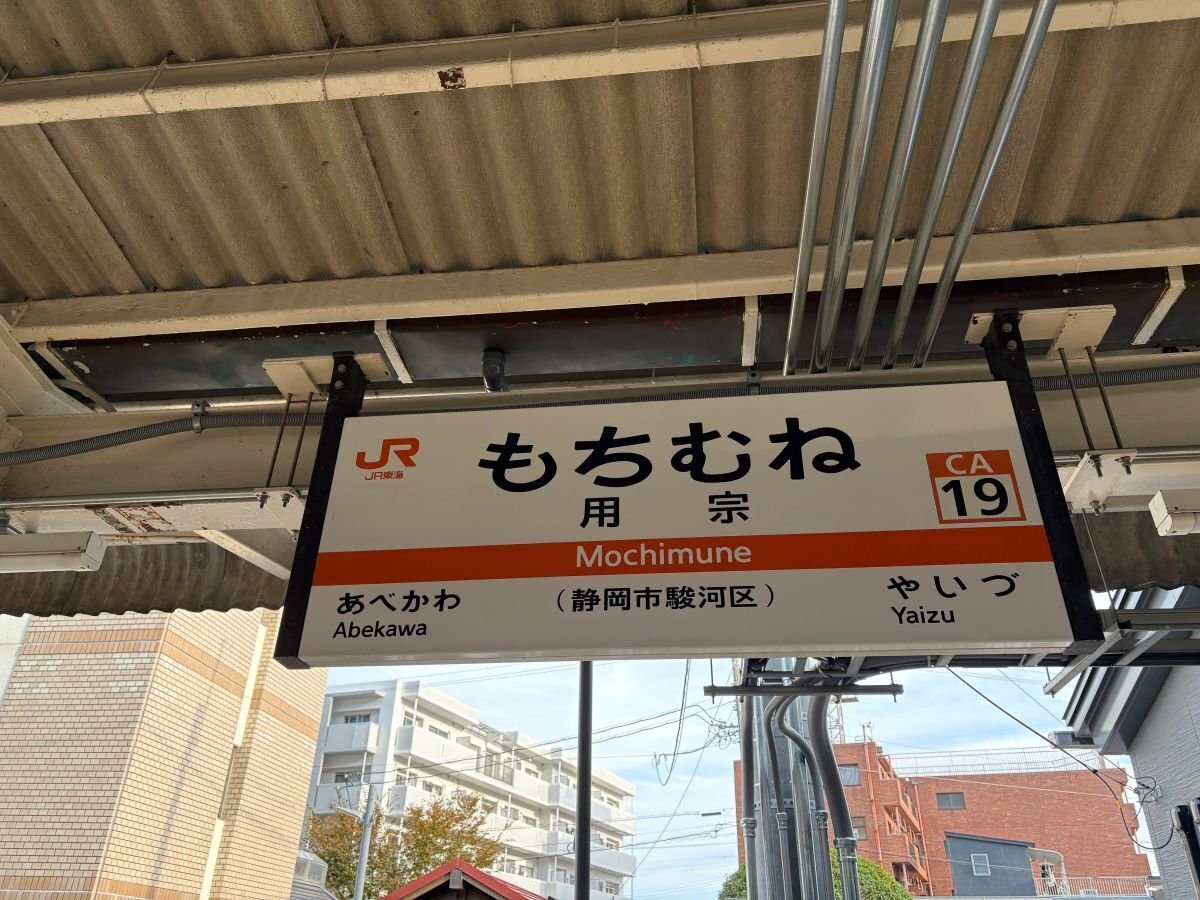 JR
JR東海
もちむね
用宗
CA
19
Mochimune
あべかわ
Abekawa
（静岡市駿河区）
やいづ
Yaizu